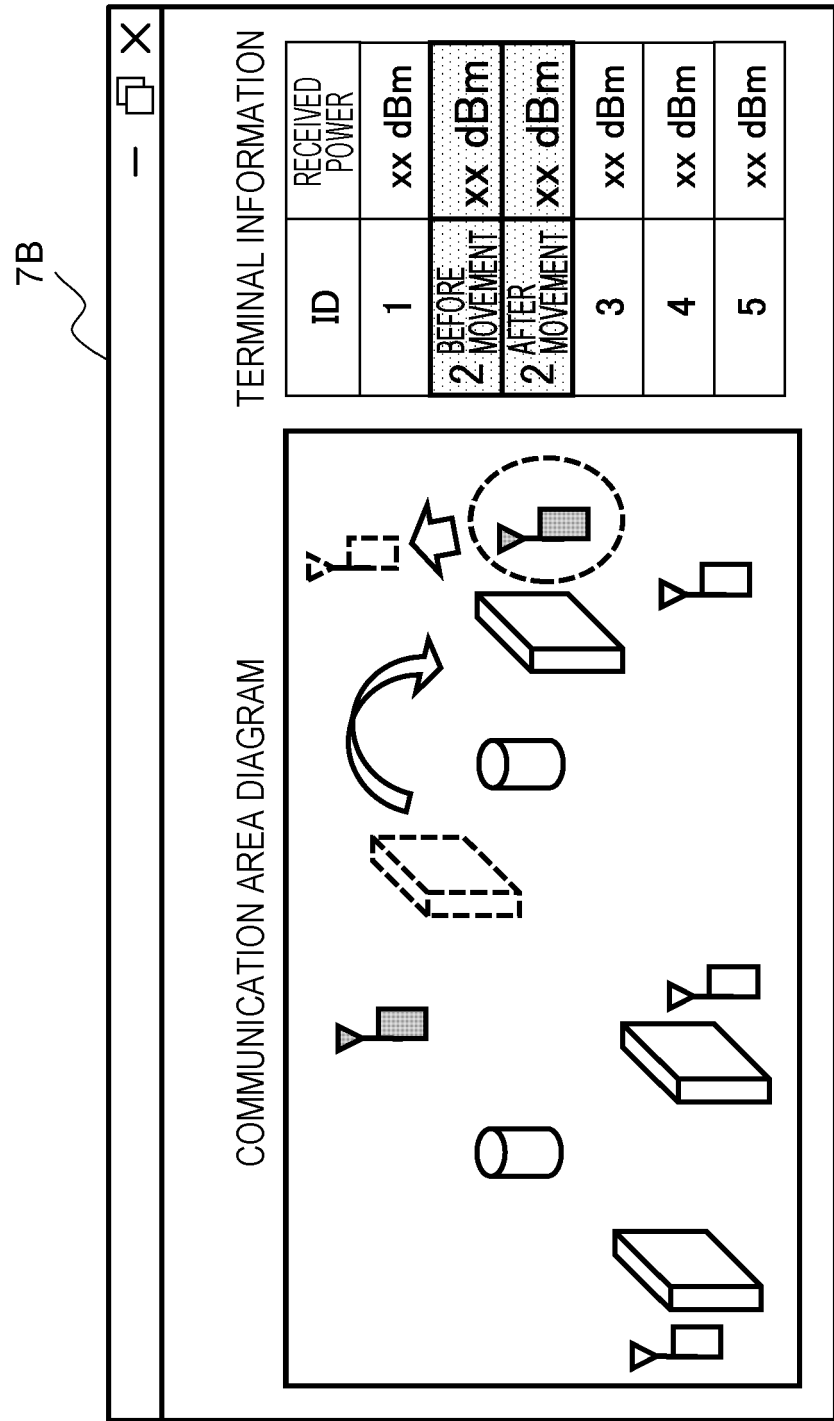 7B
COMMUNICATION AREA DIAGRAM
TERMINAL INFORMATION
ID RECEIVED POWER
1 xx dBm
2 BEFORE MOVEMENT xx dBm
2 AFTER MOVEMENT xx dBm
3 xx dBm
4 xx dBm
5 xx dBm